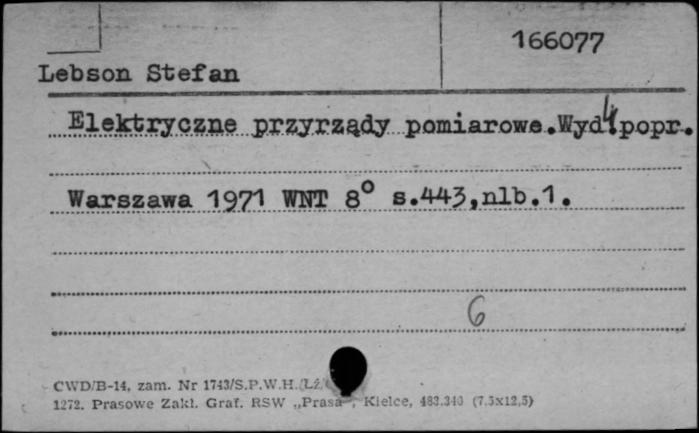 166077
Lebson Stefan
Elektryczne przyrządy pomiarowe.Wyd.4.popr.
Warszawa 1971 WNT 8° s.443,nlb.1.
6
CWD/B-14, zam. Nr 1743/S.P.W.H.
1272. Prasowe Zakł. Graf. RSW „Prasa", Kielce, 483.340 (7.5x12,5)